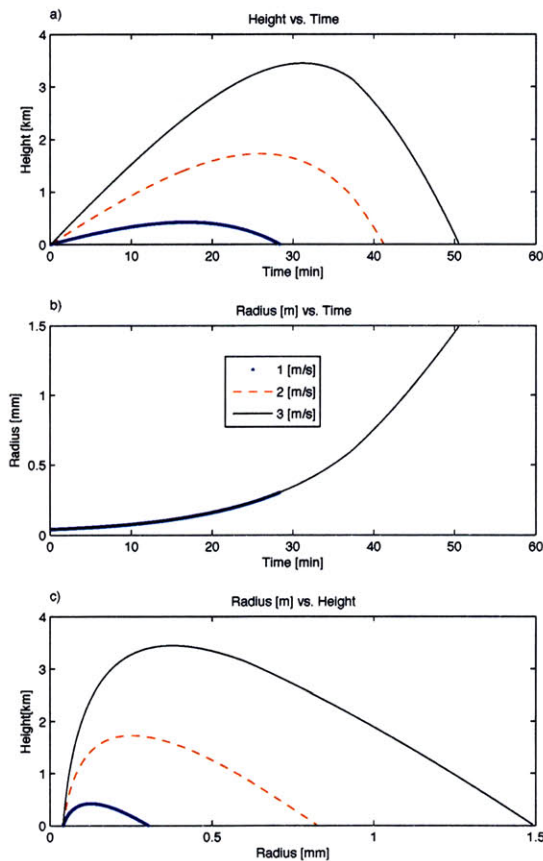 a)
Height vs. Time
4
3
2
1
0
Height [km]
0 10 20 30 40 50 60
Time [min]
b)
Radius [m] vs. Time
1.5
1
0.5
0
Radius [mm]
1 [m/s]
2 [m/s]
3 [m/s]
0 10 20 30 40 50 60
Time [min]
c)
Radius [m] vs. Height
4
3
2
1
0
Height[km]
0 0.5 1 1.5
Radius [mm]